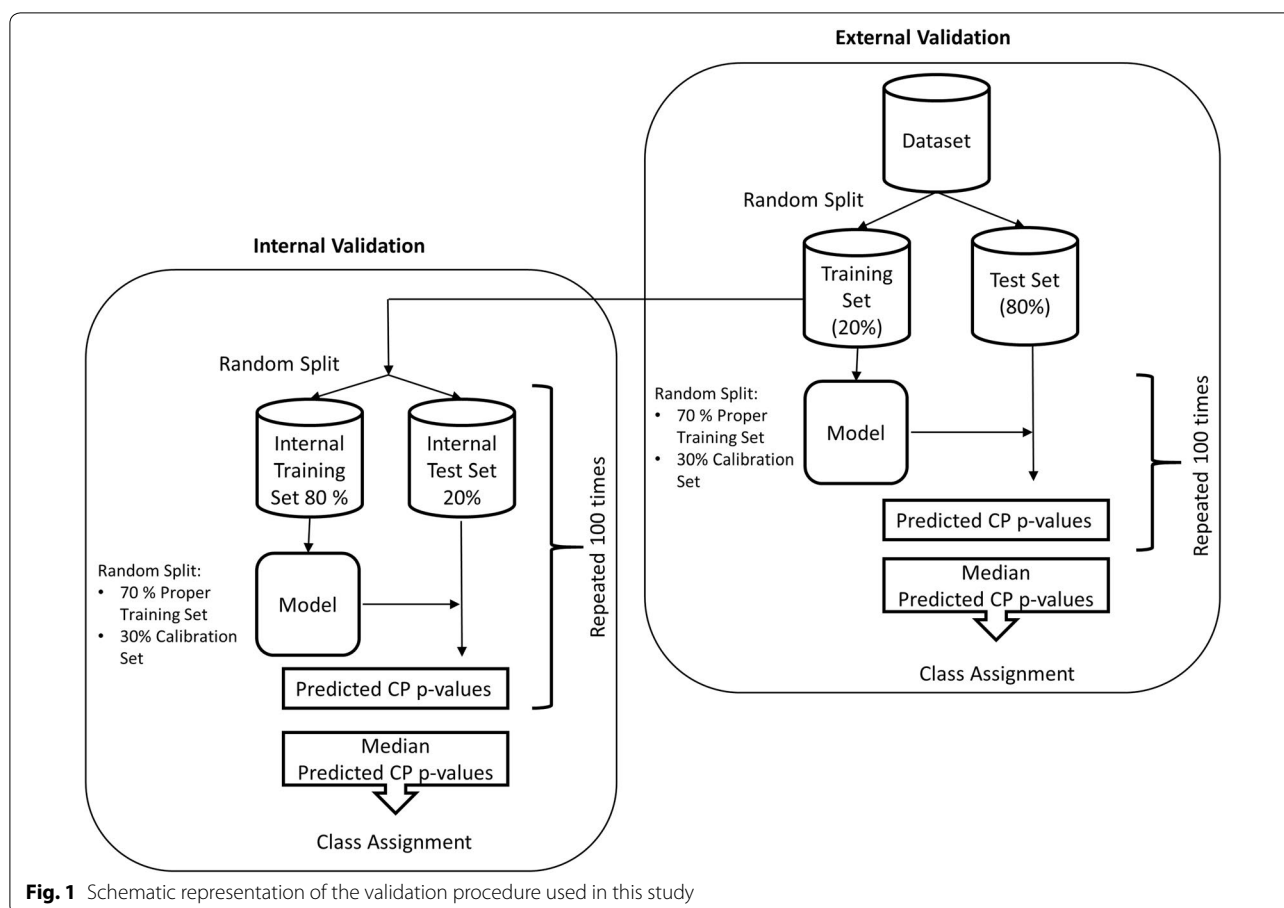 External Validation
Dataset
Random Split
Training
Set
(20%)
Test Set
(80%)
Random Split:
• 70 % Proper
Training Set
• 30% Calibration
Set
Model
Predicted CP p-values
Median
Predicted CP p-values
Class Assignment
Repeated 100 times
Internal Validation
Random Split
Internal
Training
Set 80 %
Internal
Test Set
20%
Random Split:
• 70 % Proper
Training Set
• 30% Calibration
Set
Model
Predicted CP p-values
Median
Predicted CP p-values
Class Assignment
Repeated 100 times
Fig. 1 Schematic representation of the validation procedure used in this study